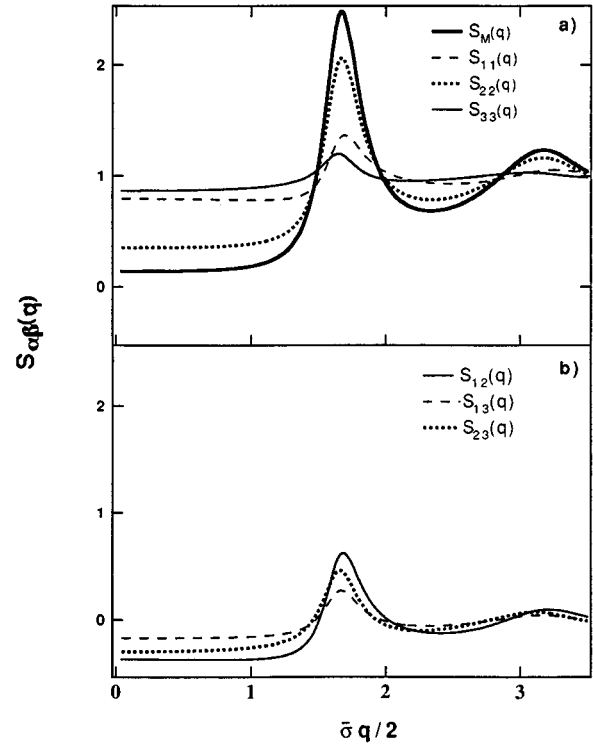 a)
S_M(q)
S_11(q)
S_22(q)
S_33(q)
2
1
0
S_αβ(q)
b)
S_12(q)
S_13(q)
S_23(q)
2
1
0
0 1 2 3
σ̄ q / 2